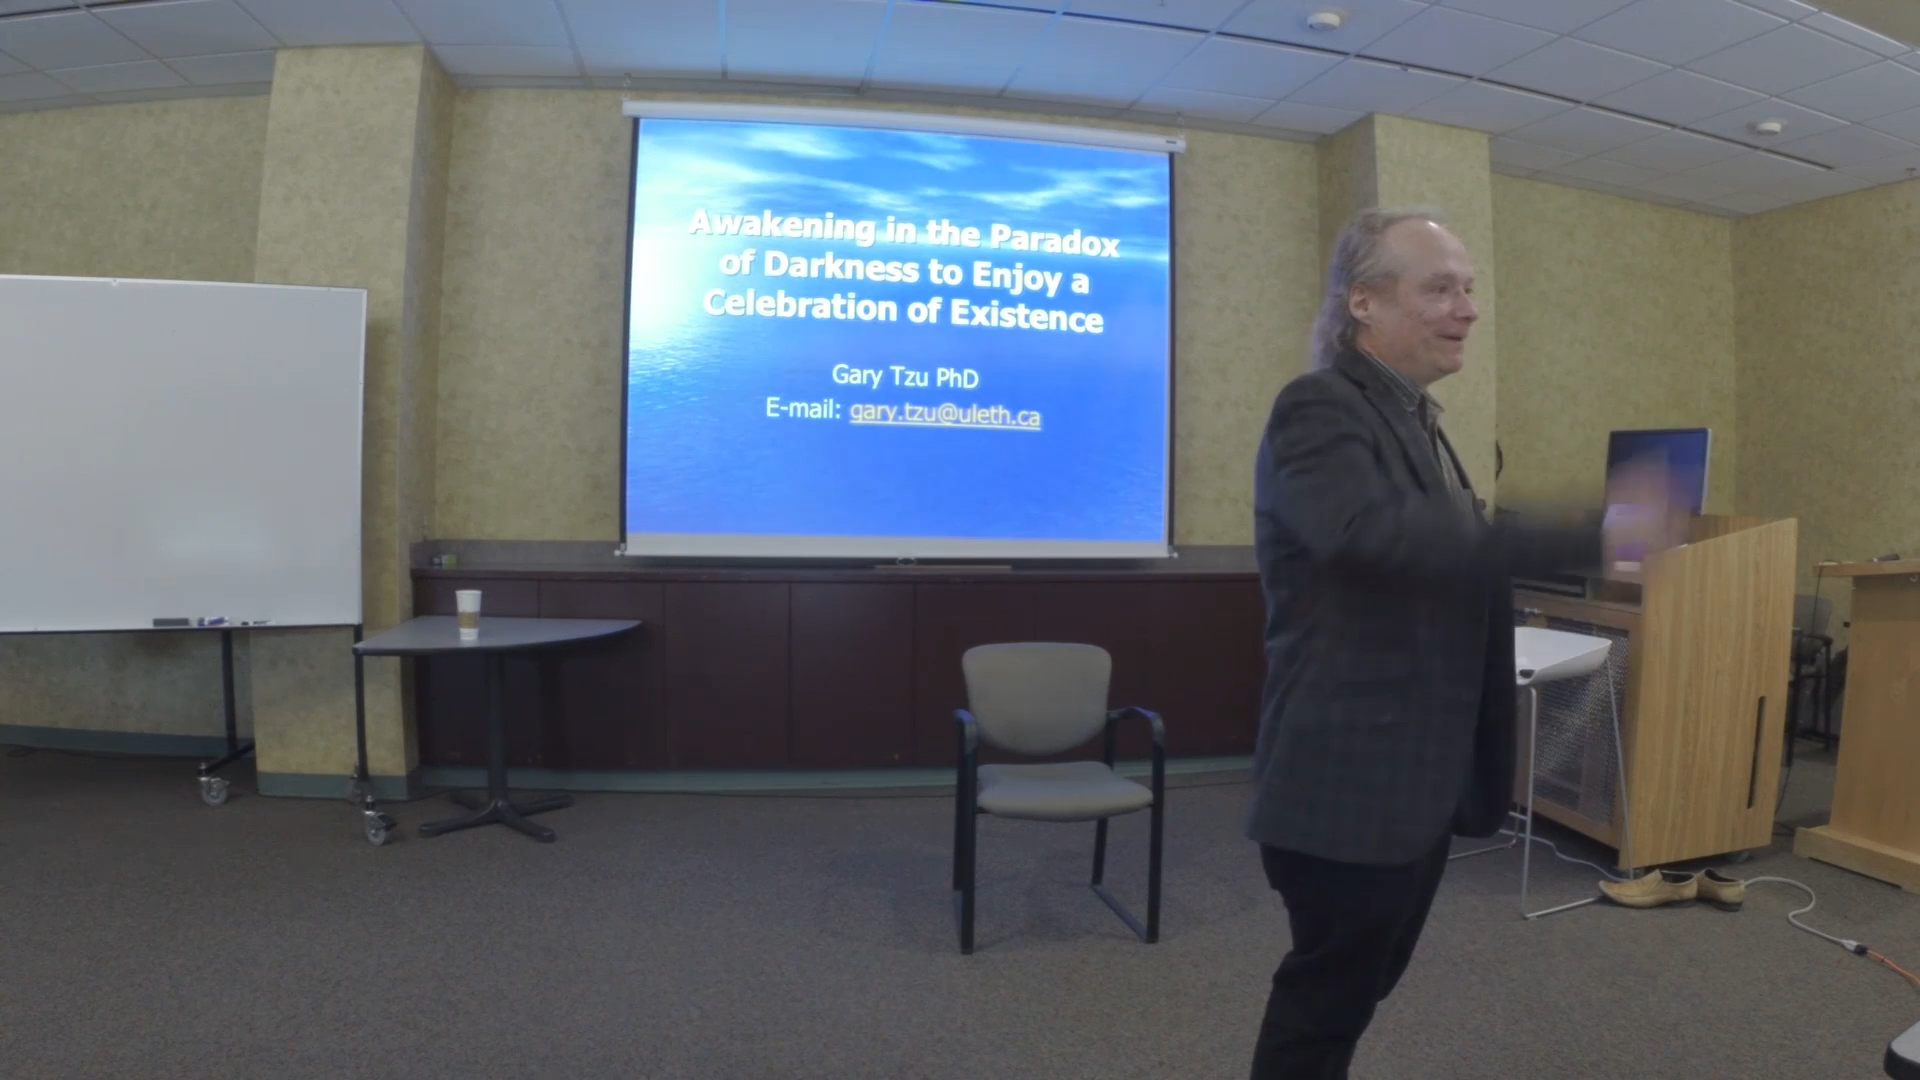 Awakening in the Paradox
of Darkness to Enjoy a
Celebration of Existence
Gary Tzu PhD
E-mail: gary.tzu@uleth.ca